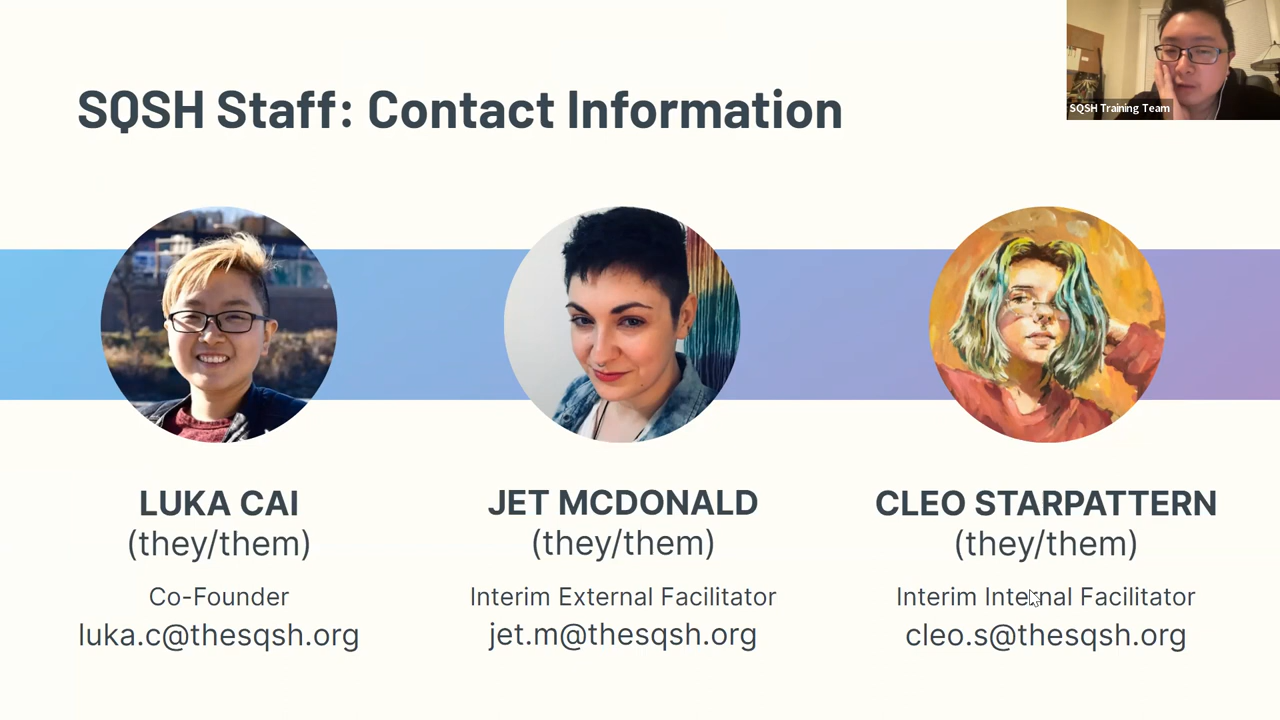 SQSH Staff: Contact Information
SQSH Training Team
LUKA CAI
(they/them)
Co-Founder
luka.c@thesqsh.org
JET MCDONALD
(they/them)
Interim External Facilitator
jet.m@thesqsh.org
CLEO STARPATTERN
(they/them)
Interim Internal Facilitator
cleo.s@thesqsh.org